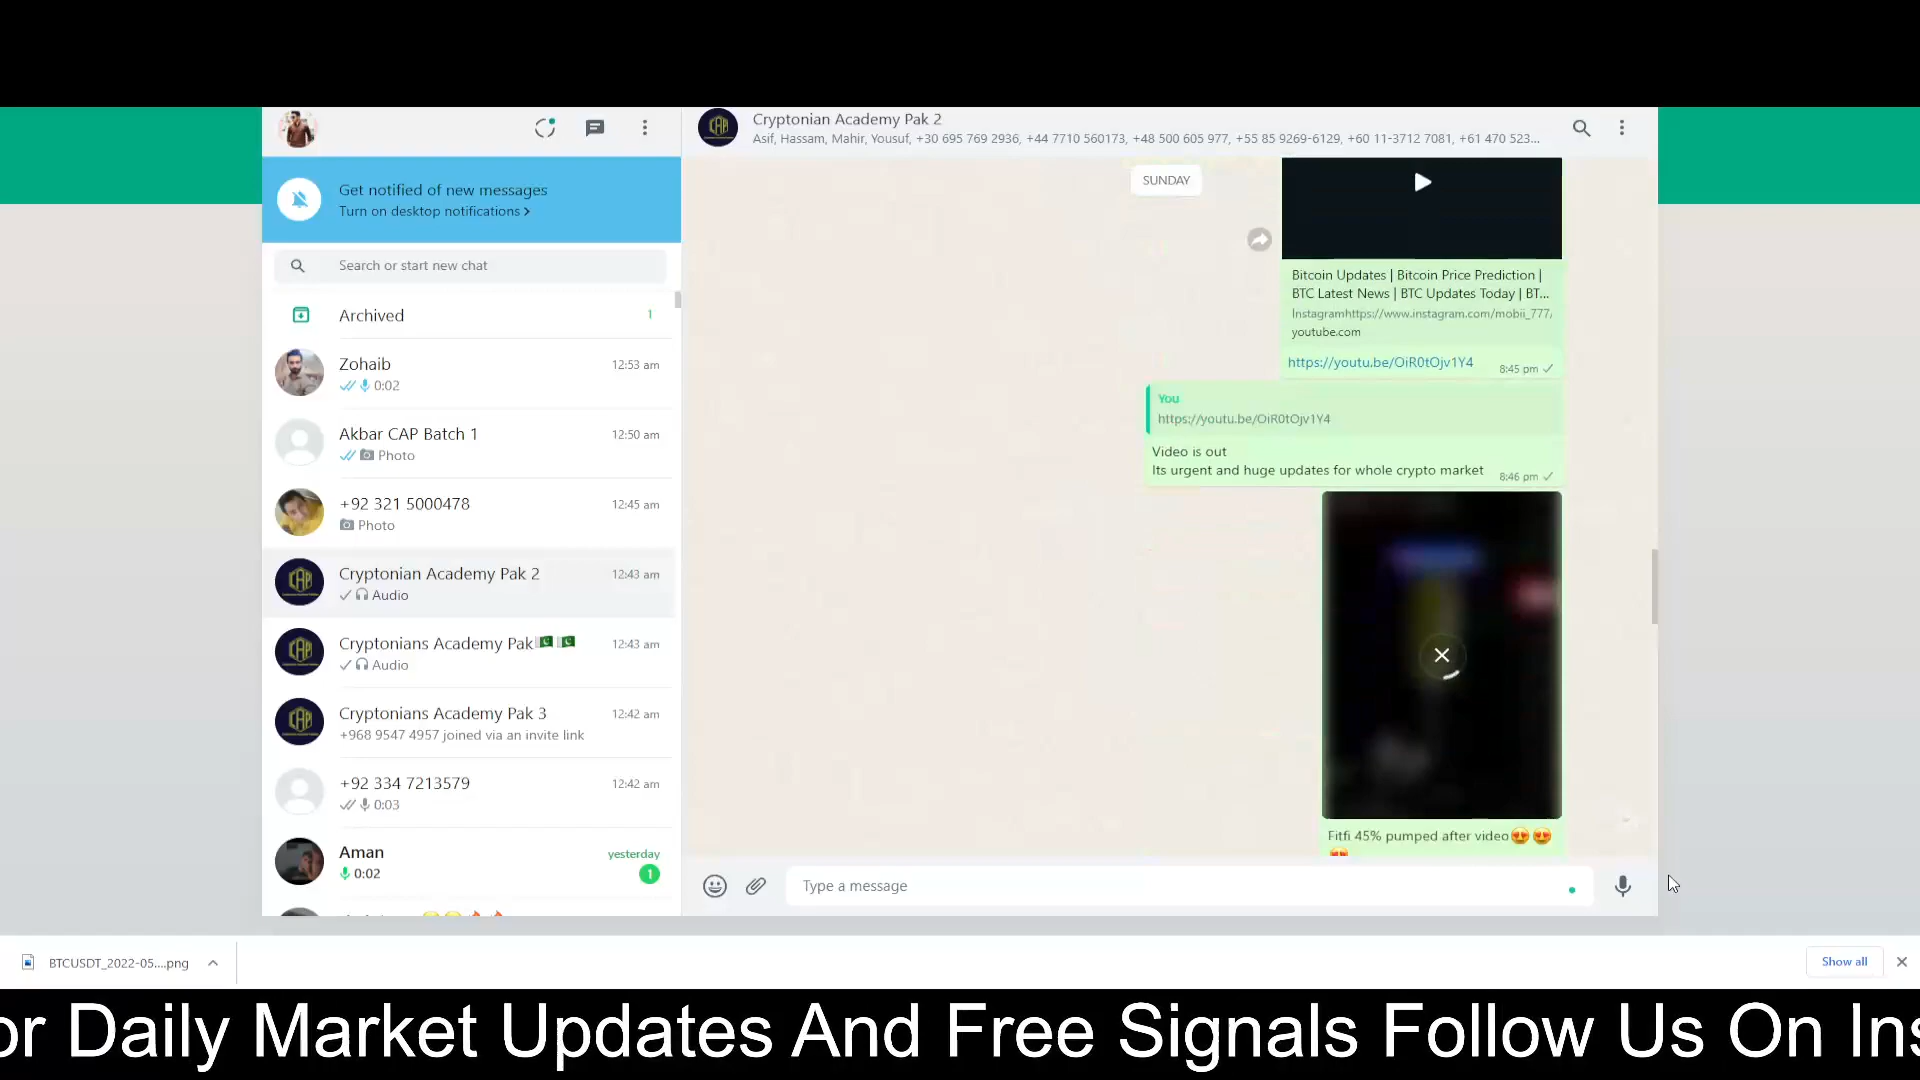 Get notified of new messages
Turn on desktop notifications >
Search or start new chat
Archived
1
Zohaib
12:53 am
0:02
Akbar CAP Batch 1
12:50 am
Photo
+92 321 5000478
12:45 am
Photo
Cryptonian Academy Pak 2
12:43 am
Audio
Cryptonians Academy Pak🇵🇰 🇵🇰
12:43 am
Audio
Cryptonians Academy Pak 3
12:42 am
+968 9547 4957 joined via an invite link
+92 334 7213579
12:42 am
0:03
Aman
yesterday
0:02
1
Cryptonian Academy Pak 2
Asif, Hassam, Mahir, Yousuf, +30 695 769 2936, +44 7710 560173, +48 500 605 977, +55 85 9269-6129, +60 11-3712 7081, +61 470 523...
SUNDAY
Bitcoin Updates | Bitcoin Price Prediction |
BTC Latest News | BTC Updates Today | BT...
Instagramhttps://www.instagram.com/mobii_777/
youtube.com
https://youtu.be/OiR0tOjv1Y4
8:45 pm
You
https://youtu.be/OiR0tOjv1Y4
Video is out
Its urgent and huge updates for whole crypto market
8:46 pm
Fitfi 45% pumped after video😍 😍
😍
Type a message
BTCUSDT_2022-05....png
Show all
or Daily Market Updates And Free Signals Follow Us On Ins